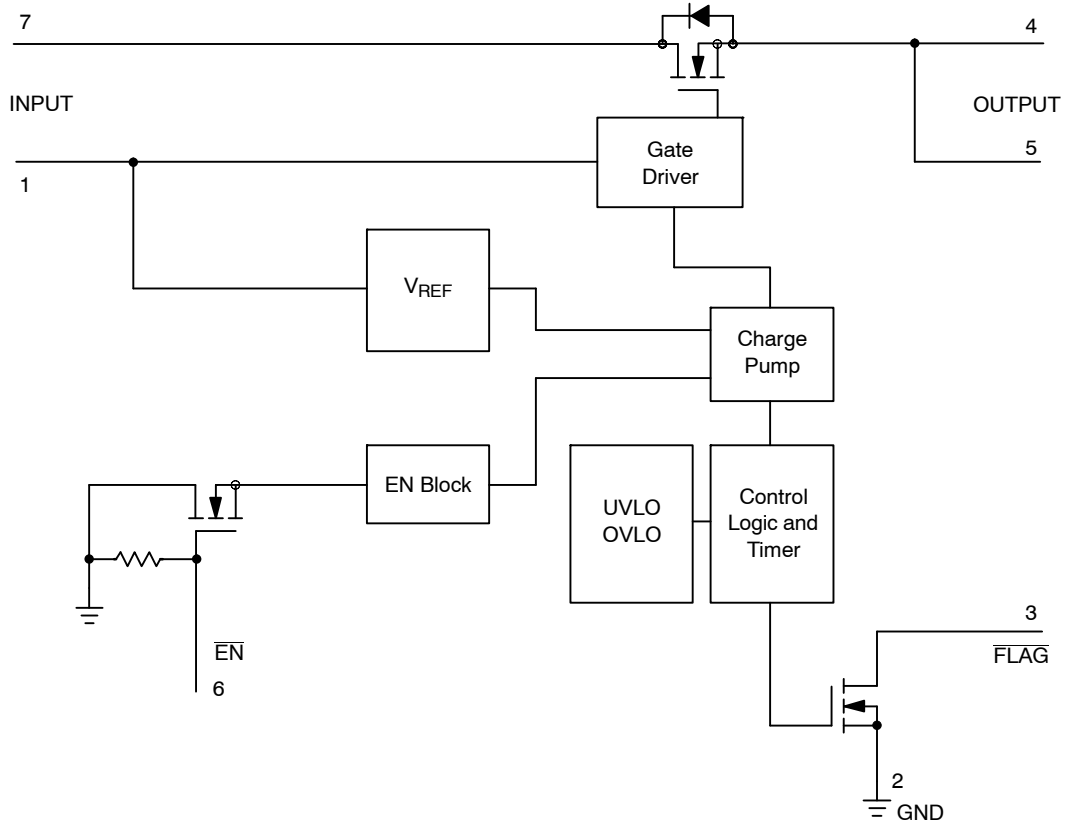 7
4
INPUT
OUTPUT
Gate
Driver
5
1
VREF
Charge
Pump
EN Block
UVLO
OVLO
Control
Logic and
Timer
3
FLAG
EN
6
2
GND